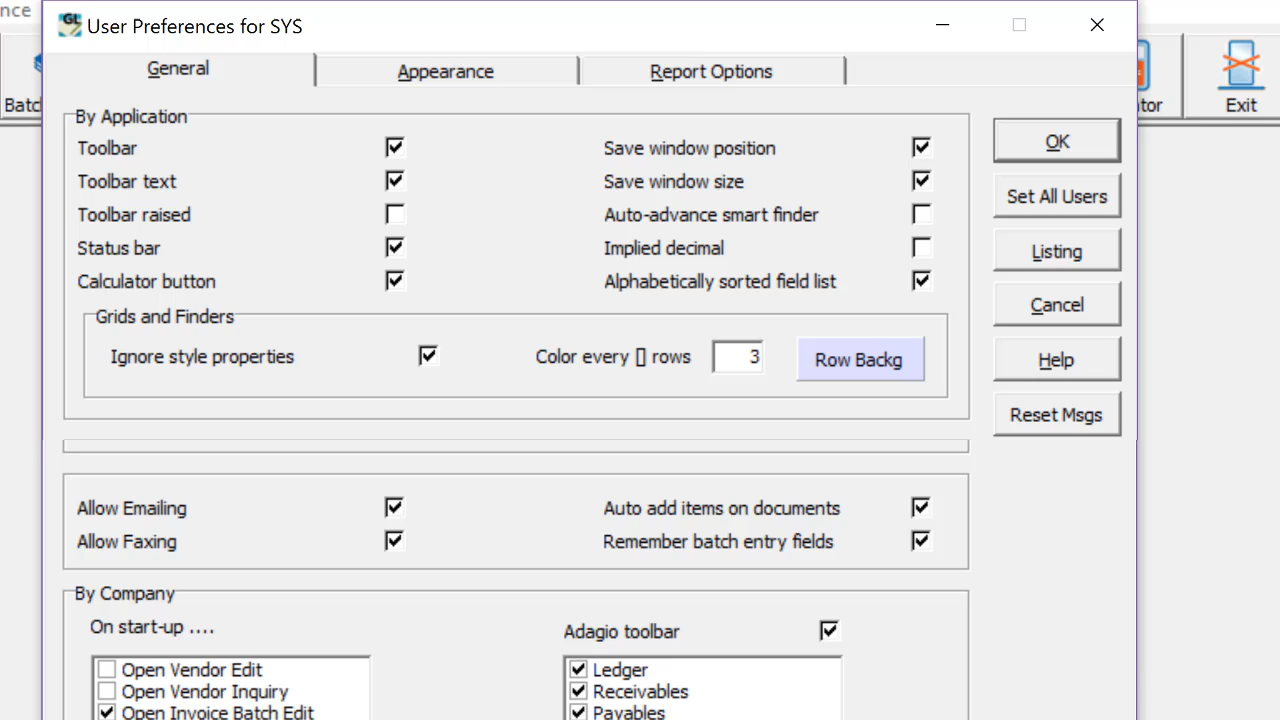 nce
GL
User Preferences for SYS
General
Appearance
Report Options
Batc
tor
Exit
By Application
Toolbar
Save window position
OK
Toolbar text
Save window size
Set All Users
Toolbar raised
Auto-advance smart finder
Status bar
Implied decimal
Listing
Calculator button
Alphabetically sorted field list
Cancel
Grids and Finders
Ignore style properties
Color every [] rows
3
Row Backg
Help
Reset Msgs
Allow Emailing
Auto add items on documents
Allow Faxing
Remember batch entry fields
By Company
On start-up ....
Adagio toolbar
Open Vendor Edit
Ledger
Open Vendor Inquiry
Receivables
Open Invoice Batch Edit
Payables